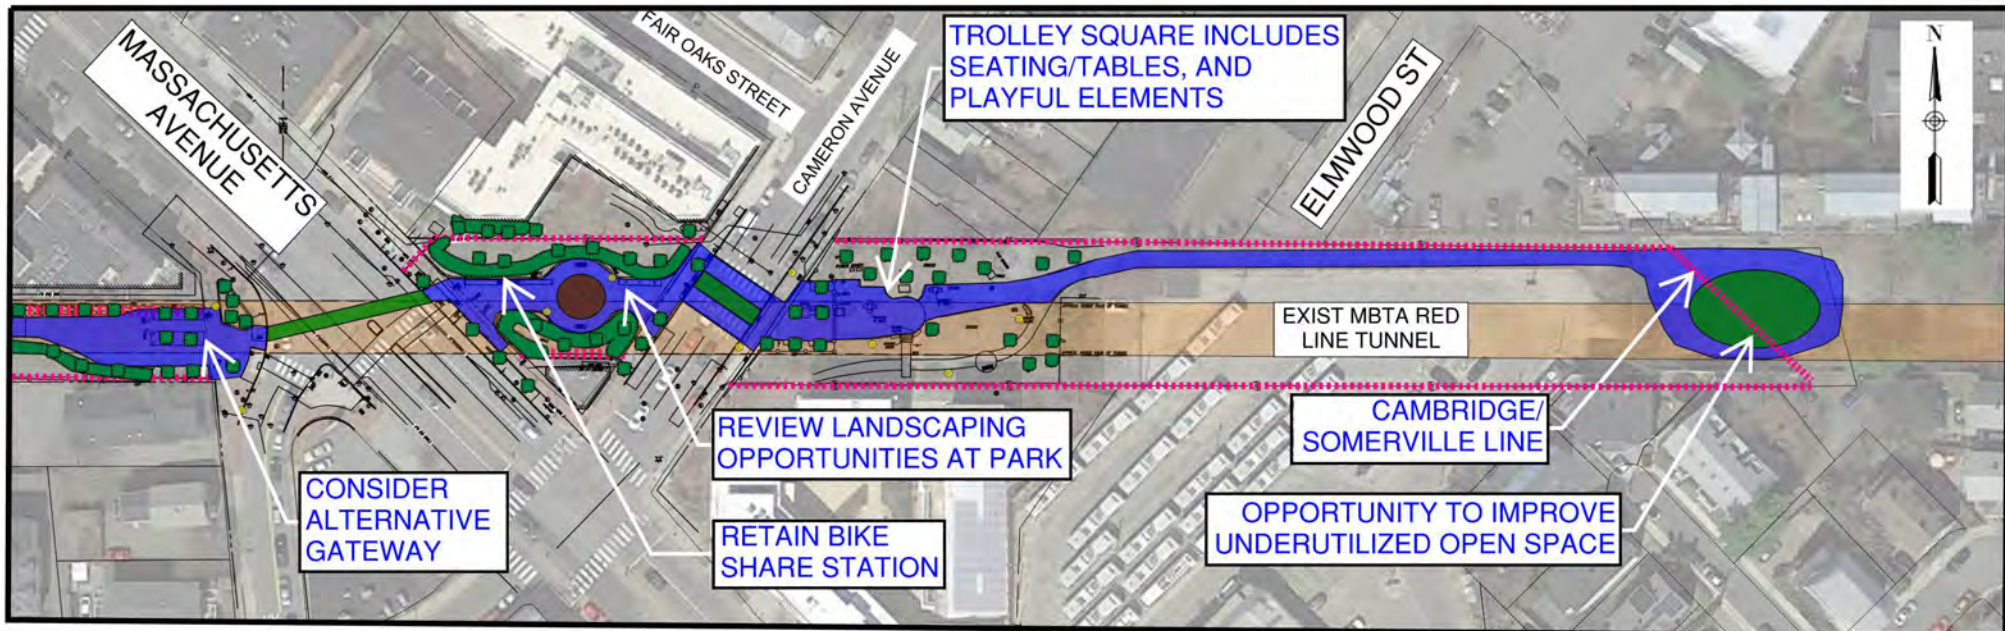 MASSACHUSETTS
AVENUE
FAIR OAKS STREET
CAMERON AVENUE
TROLLEY SQUARE INCLUDES
SEATING/TABLES, AND
PLAYFUL ELEMENTS
ELMWOOD ST
N
EXIST MBTA RED
LINE TUNNEL
CONSIDER
ALTERNATIVE
GATEWAY
REVIEW LANDSCAPING
OPPORTUNITIES AT PARK
RETAIN BIKE
SHARE STATION
CAMBRIDGE/
SOMERVILLE LINE
OPPORTUNITY TO IMPROVE
UNDERUTILIZED OPEN SPACE